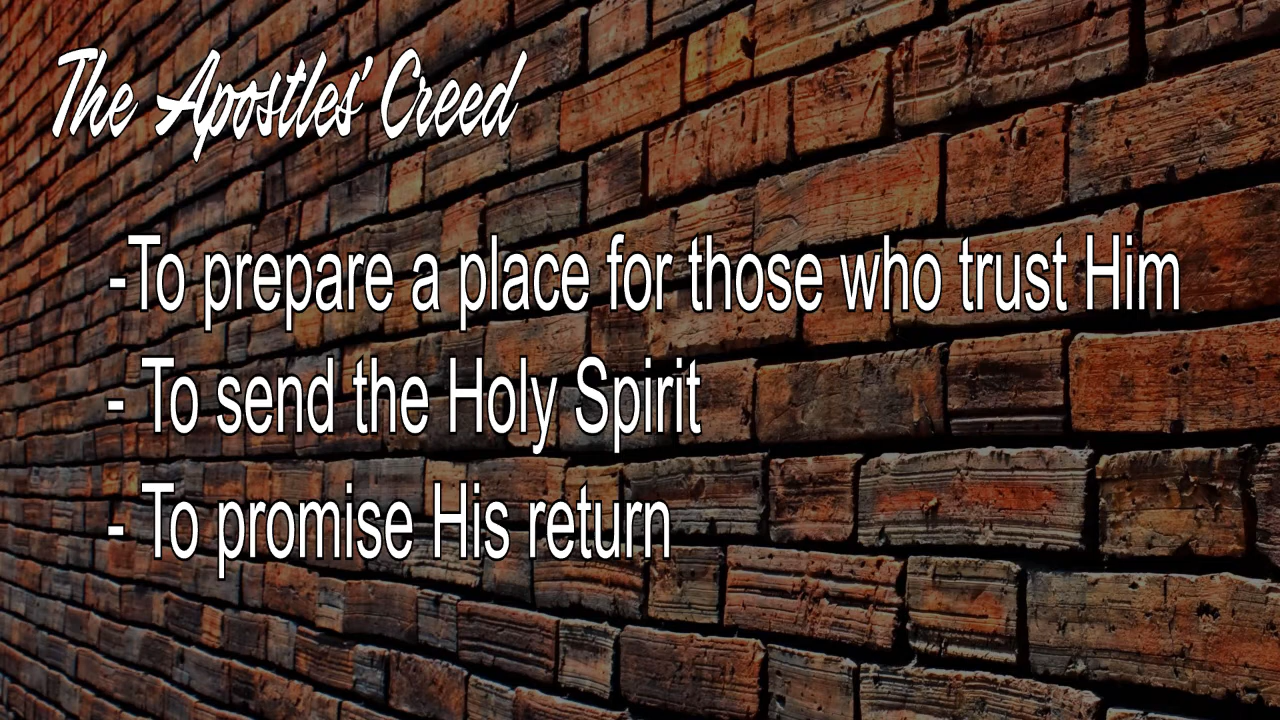 The Apostles' Creed
-To prepare a place for those who trust Him
- To send the Holy Spirit
- To promise His return